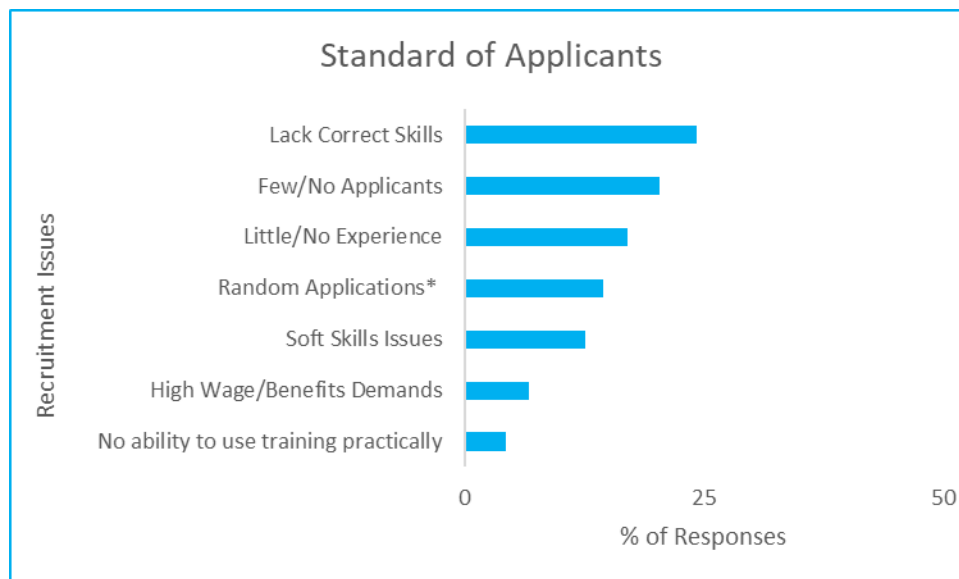 Standard of Applicants
Recruitment Issues
Lack Correct Skills
Few/No Applicants
Little/No Experience
Random Applications*
Soft Skills Issues
High Wage/Benefits Demands
No ability to use training practically
0 25 50
% of Responses